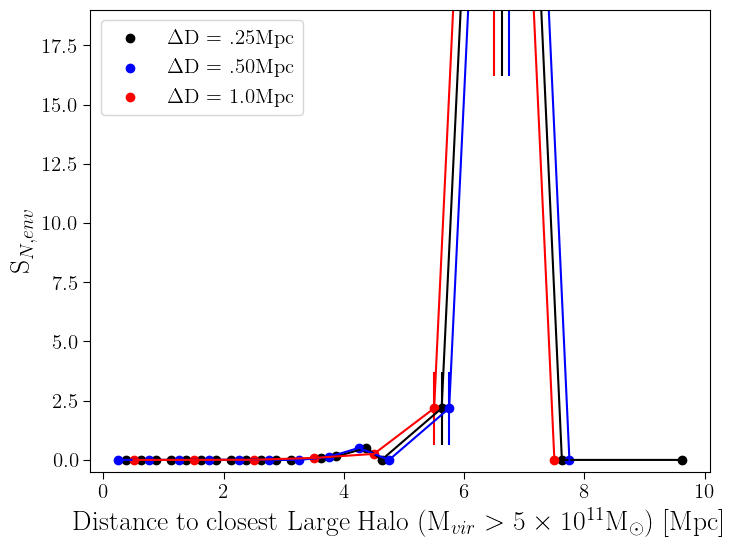 ΔD = .25Mpc
ΔD = .50Mpc
ΔD = 1.0Mpc
17.5
15.0
12.5
10.0
7.5
5.0
2.5
0.0
S_{N,env}
0 2 4 6 8 10
Distance to closest Large Halo (M_{vir} > 5 × 10^{11}M_⊙) [Mpc]